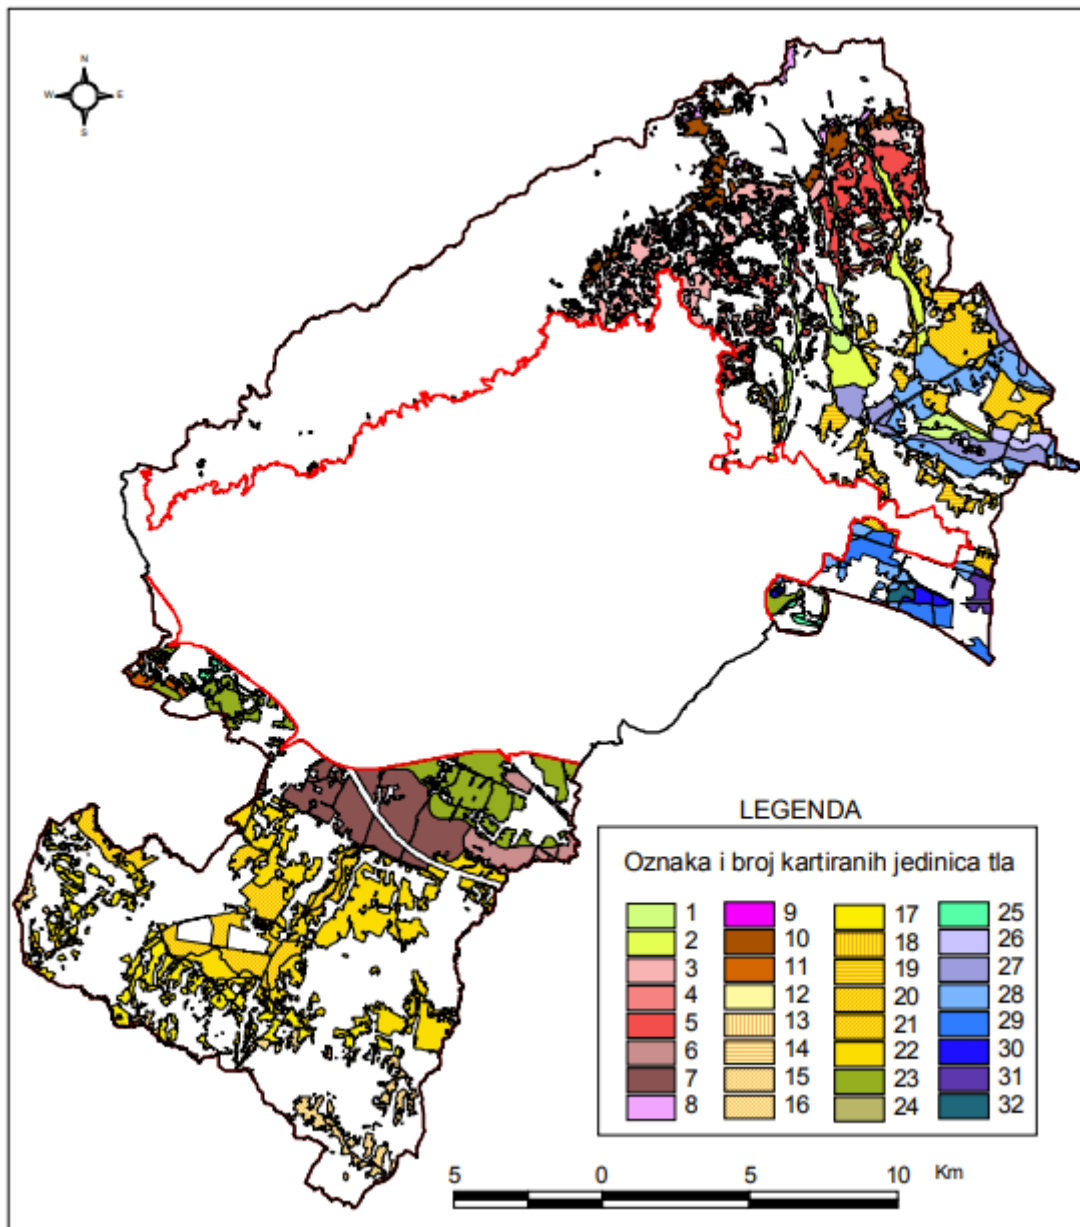 N
W E
S
LEGENDA
Oznaka i broj kartiranih jedinica tla
1 9 17 25
2 10 18 26
3 11 19 27
4 12 20 28
5 13 21 29
6 14 22 30
7 15 23 31
8 16 24 32
5 0 5 10 Km